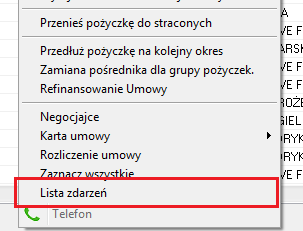 Przenieś pożyczkę do straconych
Przedłuż pożyczkę na kolejny okres
Zamiana pośrednika dla grupy pożyczek.
Refinansowanie Umowy
Negocjajce
Karta umowy
Rozliczenie umowy
Zaznacz wszystkie
Lista zdarzeń
Telefon